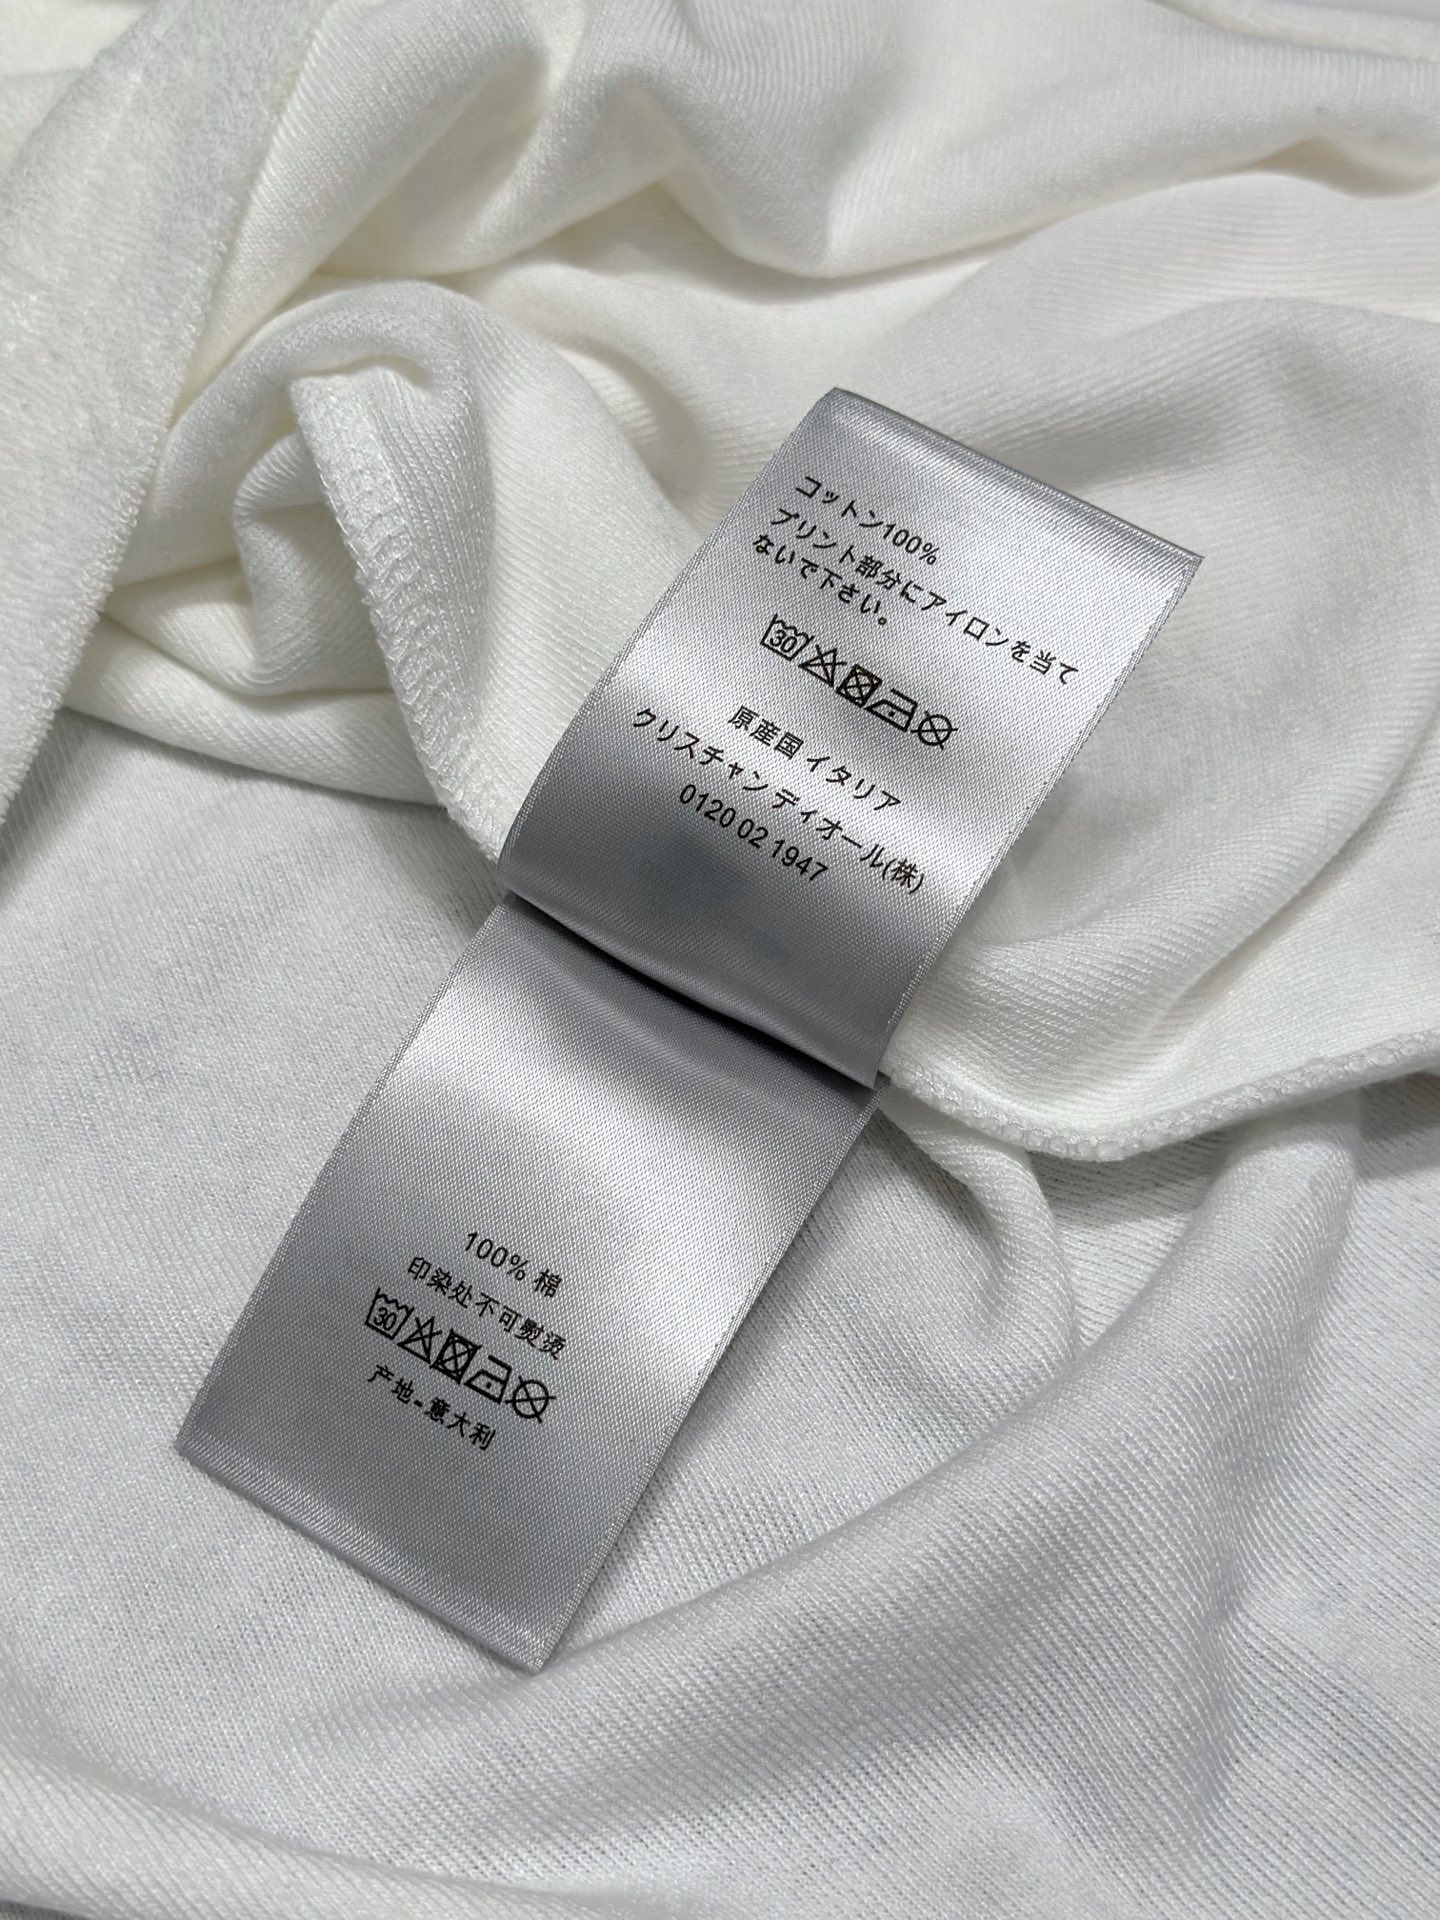 コットン100%
プリント部分にアイロンを当て
ないで下さい。
30
原産国 イタリア
クリスチャン ディオール(株)
0120 02 1947
100% 棉
印染处不可熨烫
30
产地-意大利